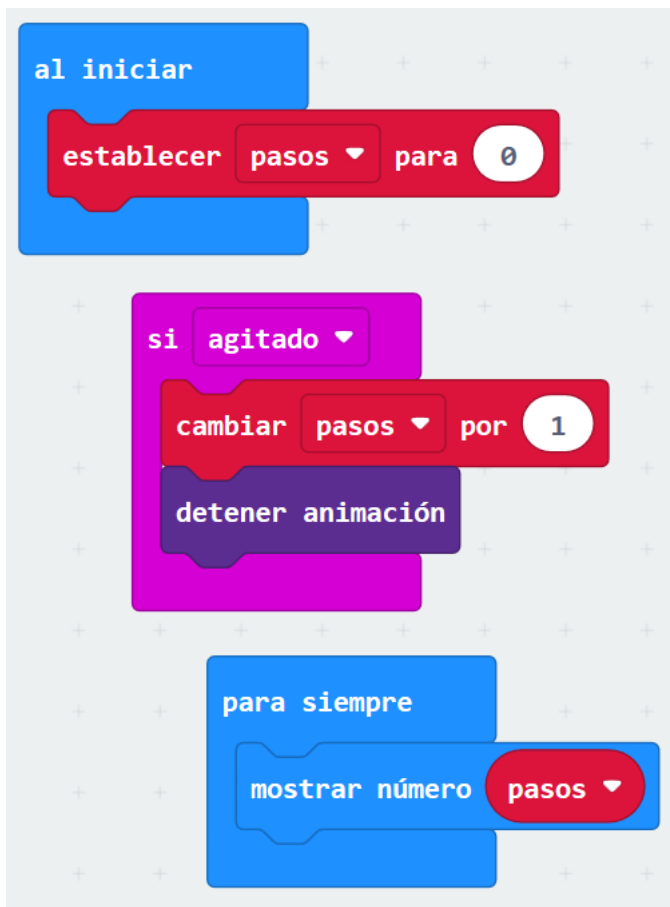 al iniciar
establecer pasos para 0
si agitado
cambiar pasos por 1
detener animación
para siempre
mostrar número pasos